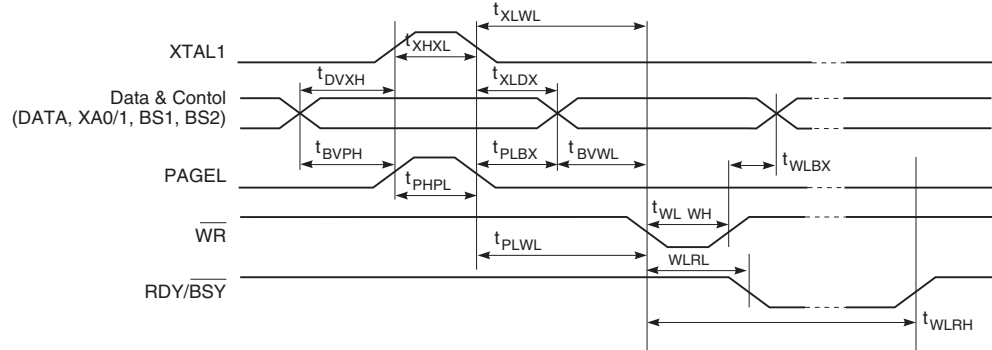 tXLWL
XTAL1
tXHXL
tDVXH
tXLDX
Data & Contol
(DATA, XA0/1, BS1, BS2)
tBVPH
tPLBX
tBVWL
tWLBX
PAGEL
tPHPL
tWL WH
WR
tPLWL
WLRL
RDY/BSY
tWLRH